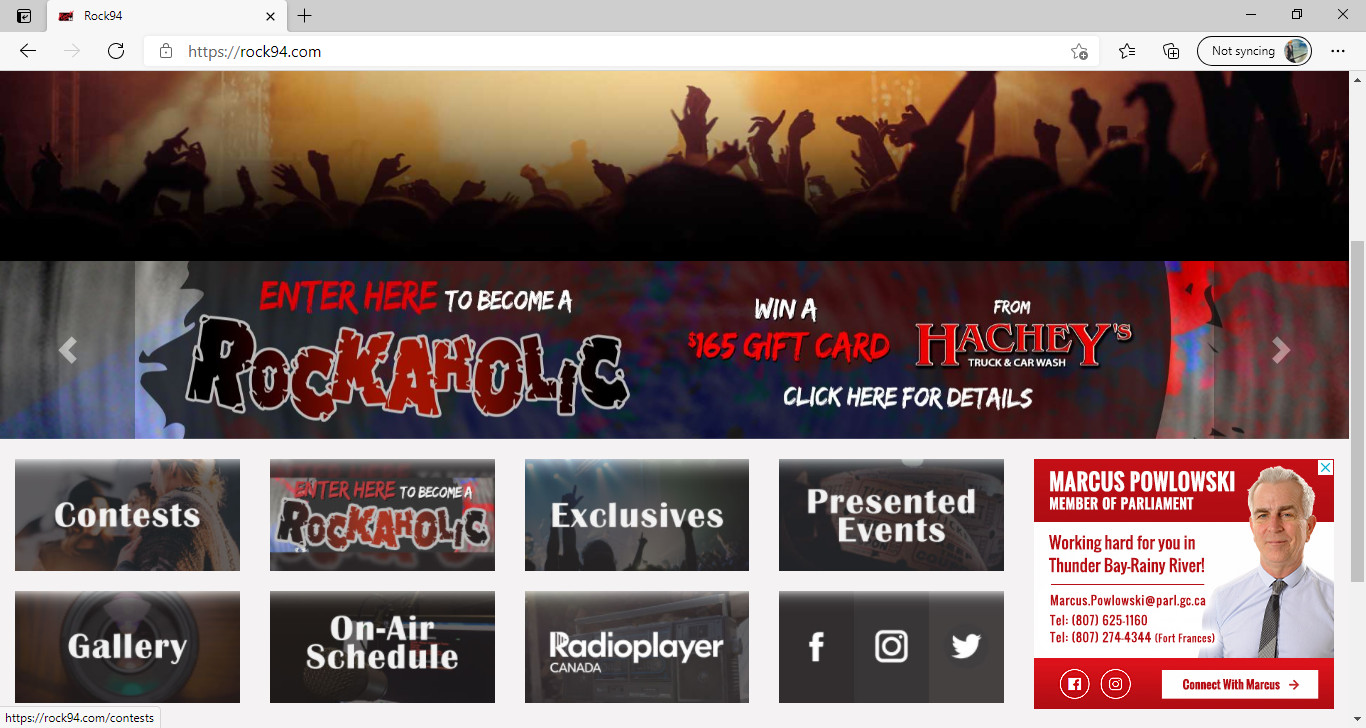 Rock94
https://rock94.com
Not syncing
ENTER HERE TO BECOME A
ROCKAHOLIC
WIN A
$165 GIFT CARD
FROM
HACHEY'S
TRUCK & CAR WASH
CLICK HERE FOR DETAILS
Contests
ENTER HERE TO BECOME A
ROCKAHOLIC
Exclusives
Presented
Events
MARCUS POWLOWSKI
MEMBER OF PARLIAMENT
Working hard for you in
Thunder Bay-Rainy River!
Marcus.Powlowski@parl.gc.ca
Tel: (807) 625-1160
Tel: (807) 274-4344 (Fort Frances)
Connect With Marcus
Gallery
On-Air
Schedule
Radioplayer
CANADA
https://rock94.com/contests